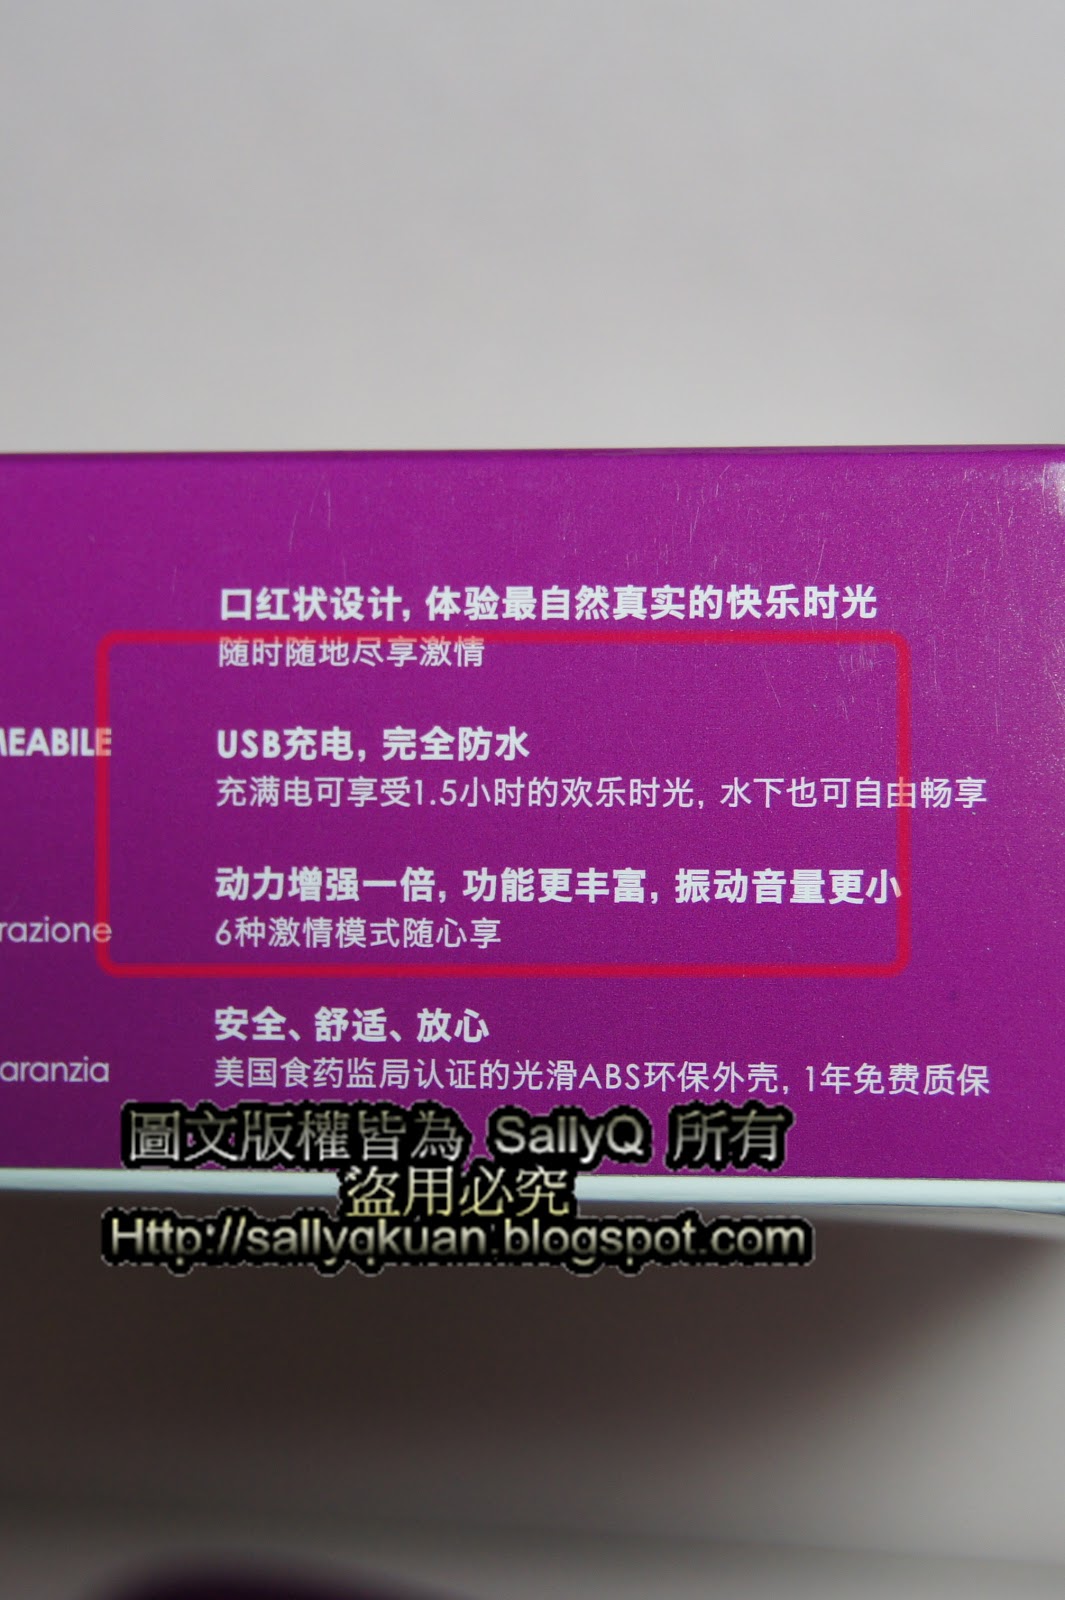 口红状设计, 体验最自然真实的快乐时光
随时随地尽享激情
MEABILE
USB充电, 完全防水
充满电可享受1.5小时的欢乐时光, 水下也可自由畅享
动力增强一倍, 功能更丰富, 振动音量更小
razione
6种激情模式随心享
安全、舒适、放心
aranzia
美国食药监局认证的光滑ABS环保外壳, 1年免费质保
圖文版權皆為 SallyQ 所有
盜用必究
Http://sallyqkuan.blogspot.com